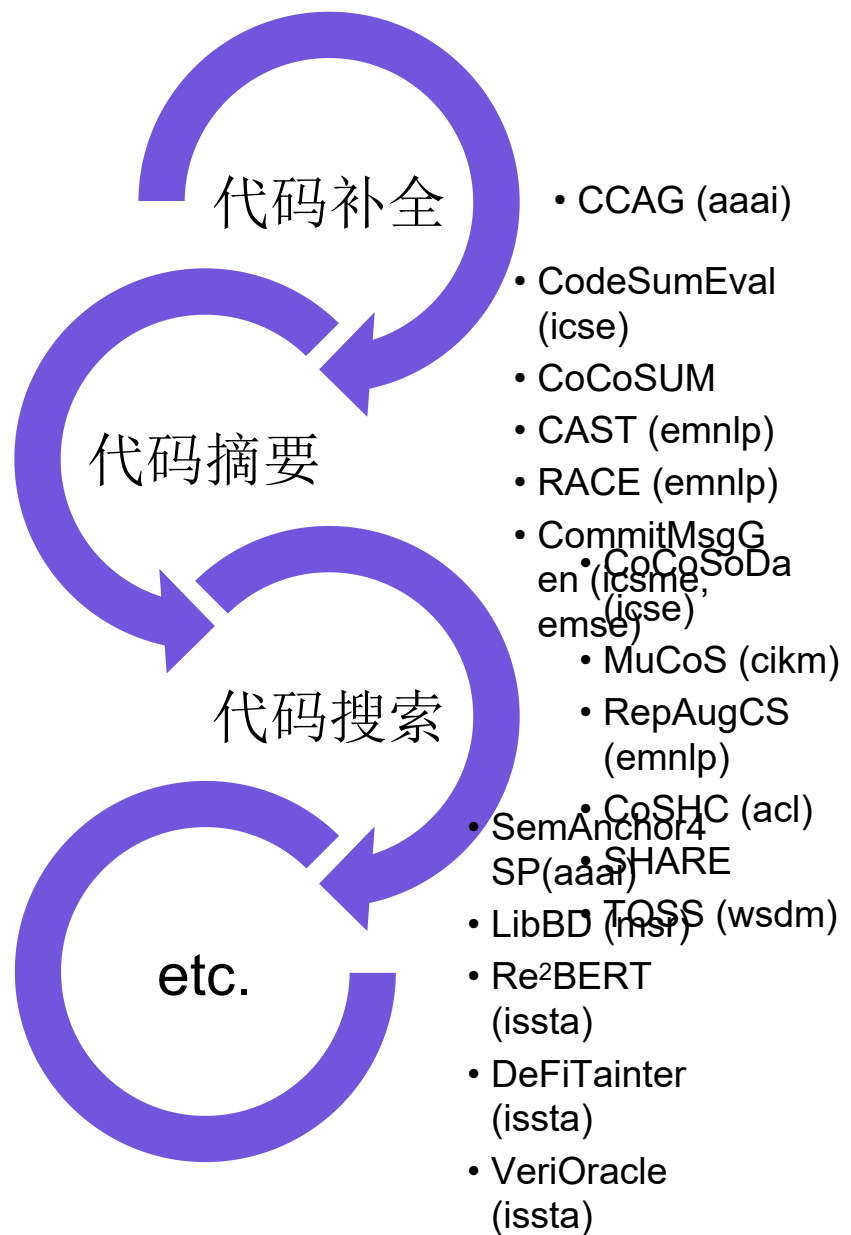 代码补全
• CCAG (aaai)
代码摘要
• CodeSumEval
(icse)
• CoCoSUM
• CAST (emnlp)
• RACE (emnlp)
• CommitMsgG
en (icsme,
emse)
代码搜索
• CoCoSoDa
(icse)
• MuCoS (cikm)
• RepAugCS
(emnlp)
• CoSHC (acl)
• SHARE
• TOSS (wsdm)
etc.
• SemAnchor4
SP(aaai)
• LibBD (msr)
• Re²BERT
(issta)
• DeFiTainter
(issta)
• VeriOracle
(issta)